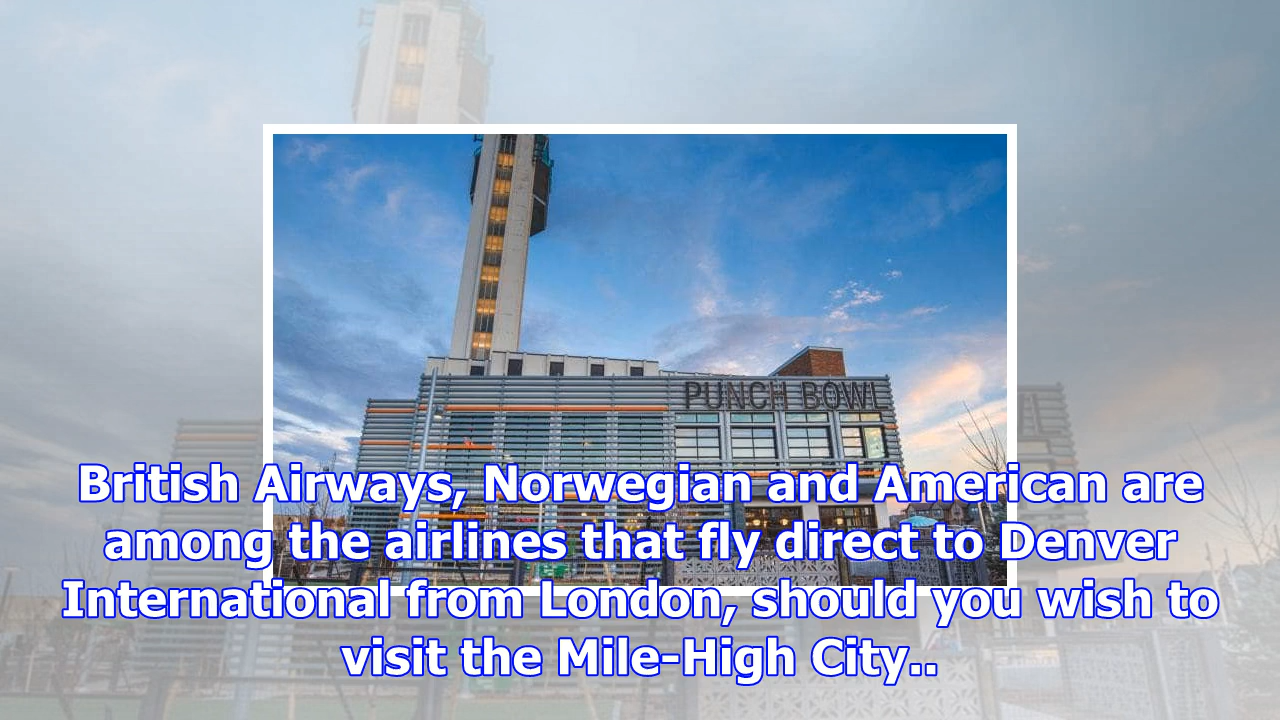 PUNCH BOWL
British Airways, Norwegian and American are
among the airlines that fly direct to Denver
International from London, should you wish to
visit the Mile-High City..